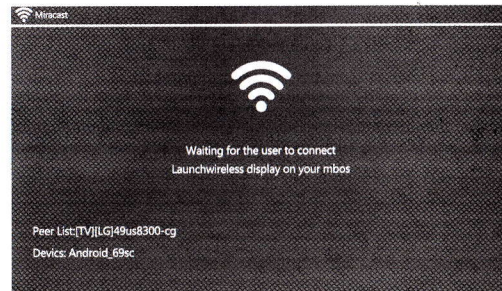 Miracast
Waiting for the user to connect
Launchwireless display on your mbos
Peer List:[TV][LG]49us8300-cg
Devics: Android_69sc